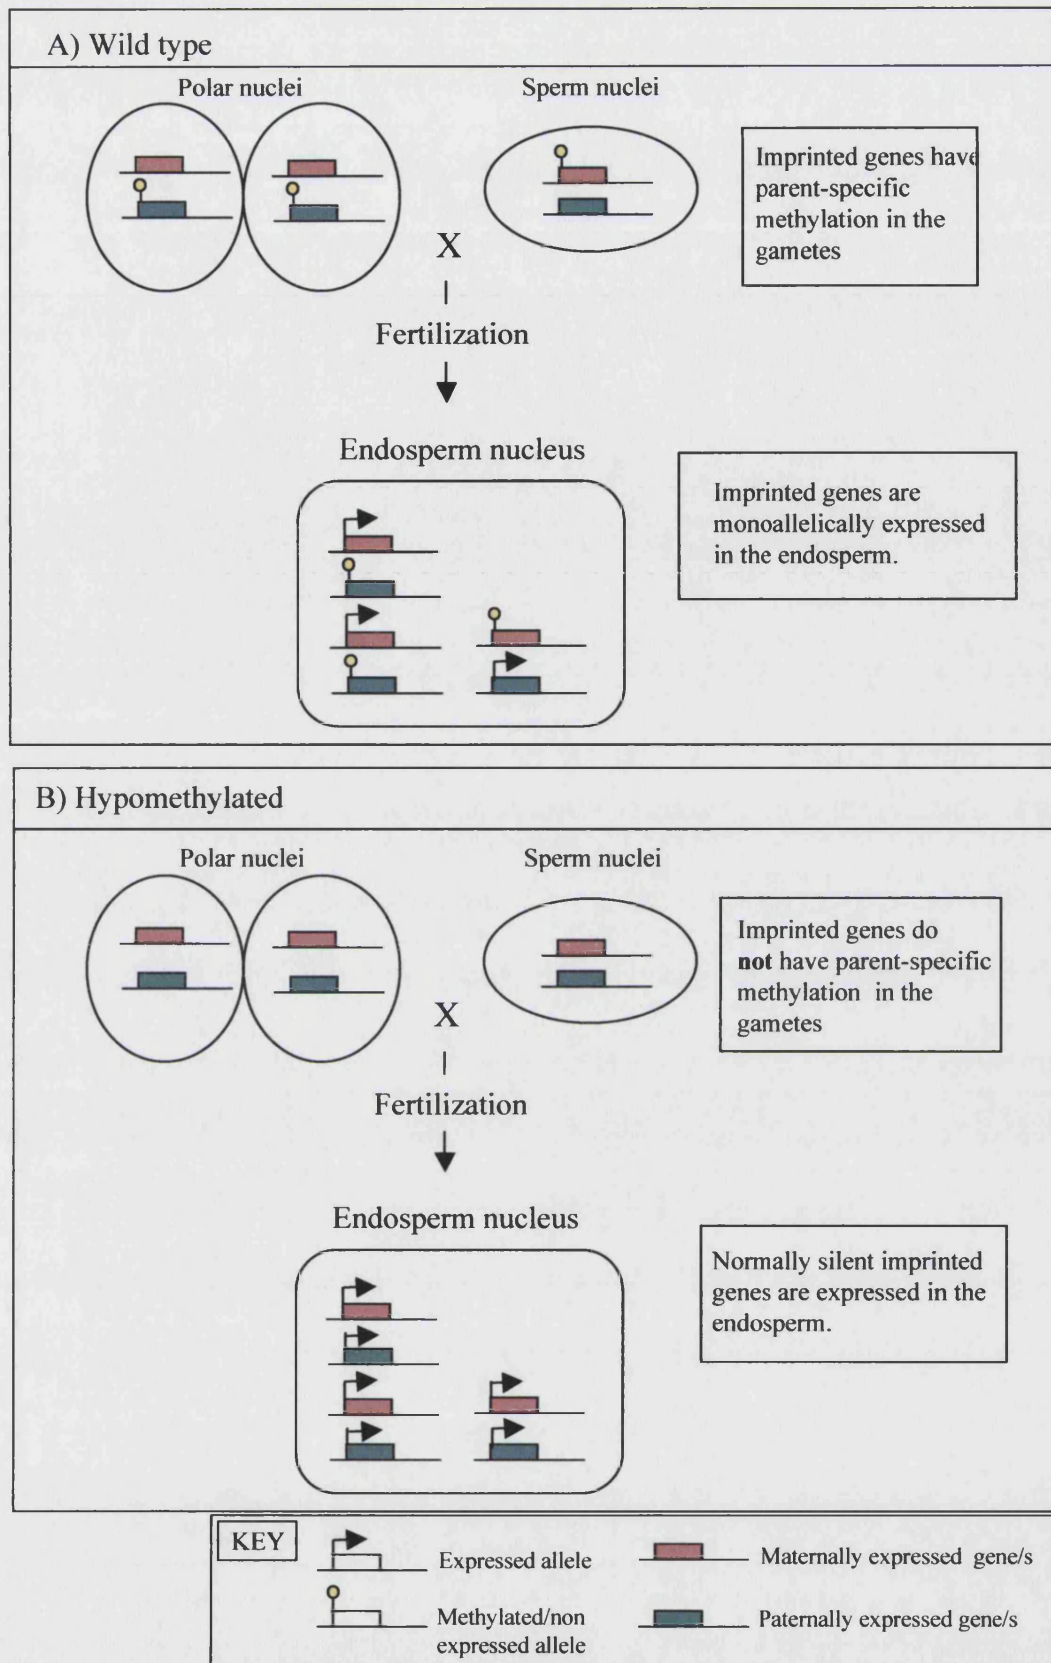 A) Wild type
Polar nuclei
Sperm nuclei
Imprinted genes have
parent-specific
methylation in the
gametes
X
Fertilization
Endosperm nucleus
Imprinted genes are
monoallelically expressed
in the endosperm.
B) Hypomethylated
Polar nuclei
Sperm nuclei
Imprinted genes do
not have parent-specific
methylation in the
gametes
X
Fertilization
Endosperm nucleus
Normally silent imprinted
genes are expressed in the
endosperm.
KEY
Expressed allele
Maternally expressed gene/s
Methylated/non
expressed allele
Paternally expressed gene/s